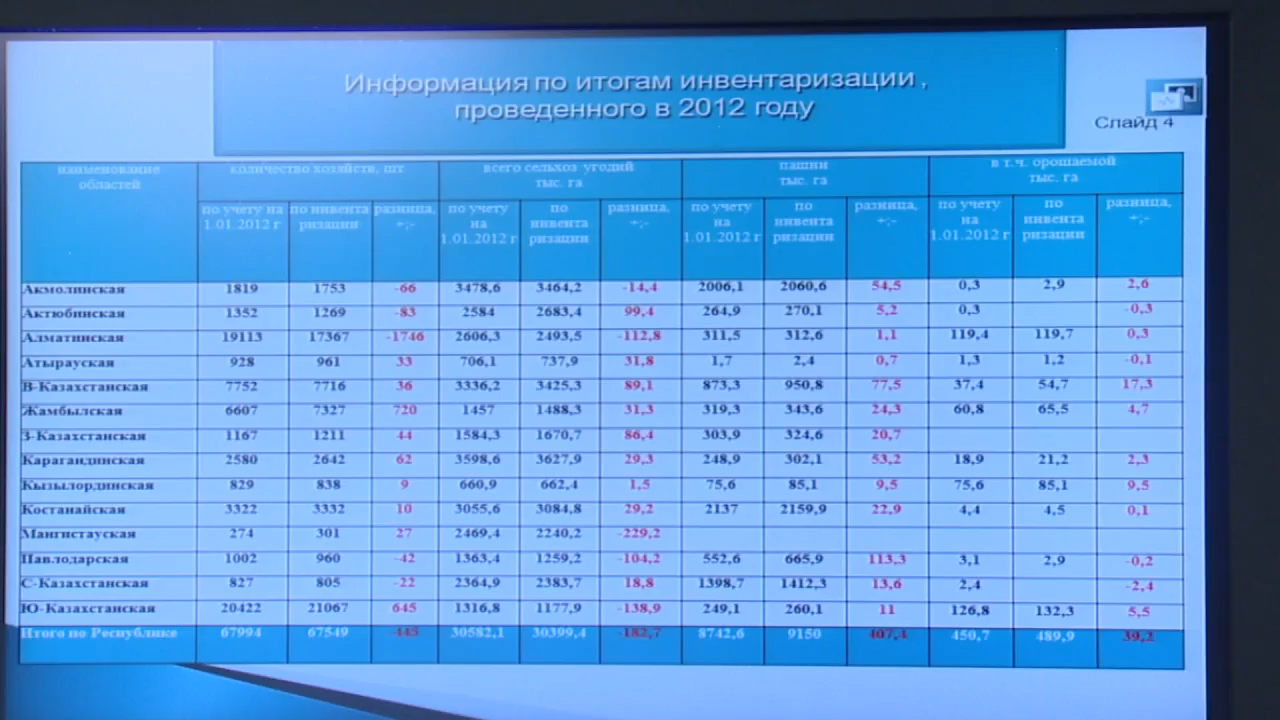 Информация по итогам инвентаризации ,
проведенного в 2012 году
Слайд 4
наименование областей количество хозяйств, шт всего сельхоз угодий тыс. га пашни тыс. га в т.ч. орошаемой тыс. га
по учету на 1.01.2012 г по инвента ризации разница, +;- по учету на 1.01.2012 г по инвента ризации разница, +;- по учету на 1.01.2012 г по инвента ризации разница, +;- по учету на 1.01.2012 г по инвента ризации разница, +;-
Акмолинская 1819 1753 -66 3478,6 3464,2 -14,4 2006,1 2060,6 54,5 0,3 2,9 2,6
Актюбинская 1352 1269 -83 2584 2683,4 99,4 264,9 270,1 5,2 0,3 -0,3
Алматинская 19113 17367 -1746 2606,3 2493,5 -112,8 311,5 312,6 1,1 119,4 119,7 0,3
Атырауская 928 961 33 706,1 737,9 31,8 1,7 2,4 0,7 1,3 1,2 -0,1
В-Казахстанская 7752 7716 36 3336,2 3425,3 89,1 873,3 950,8 77,5 37,4 54,7 17,3
Жамбылская 6607 7327 720 1457 1488,3 31,3 319,3 343,6 24,3 60,8 65,5 4,7
З-Казахстанская 1167 1211 44 1584,3 1670,7 86,4 303,9 324,6 20,7
Карагандинская 2580 2642 62 3598,6 3627,9 29,3 248,9 302,1 53,2 18,9 21,2 2,3
Кызылординская 829 838 9 660,9 662,4 1,5 75,6 85,1 9,5 75,6 85,1 9,5
Костанайская 3322 3332 10 3055,6 3084,8 29,2 2137 2159,9 22,9 4,4 4,5 0,1
Мангистауская 274 301 27 2469,4 2240,2 -229,2
Павлодарская 1002 960 -42 1363,4 1259,2 -104,2 552,6 665,9 113,3 3,1 2,9 -0,2
С-Казахстанская 827 805 -22 2364,9 2383,7 18,8 1398,7 1412,3 13,6 2,4 -2,4
Ю-Казахстанская 20422 21067 645 1316,8 1177,9 -138,9 249,1 260,1 11 126,8 132,3 5,5
Итого по Республике 67994 67549 -445 30582,1 30399,4 -182,7 8742,6 9150 407,4 450,7 489,9 39,2